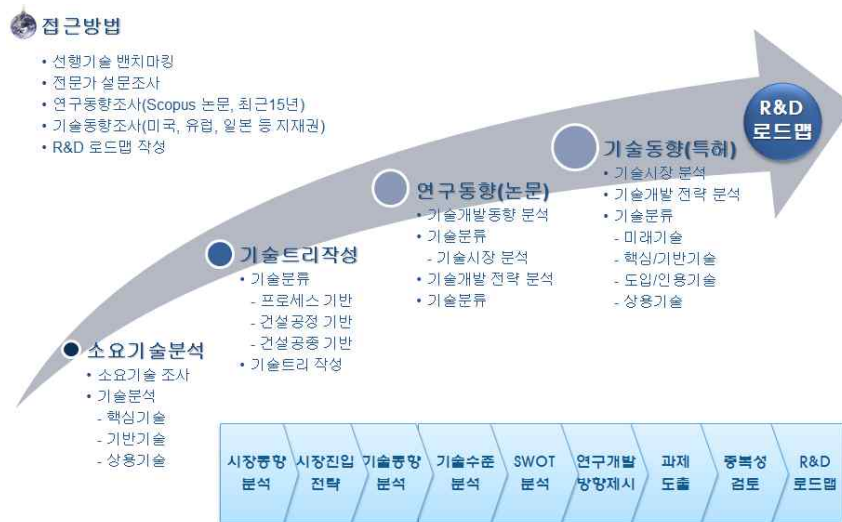 접근방법
• 선행기술 밴치마킹
• 전문가 설문조사
• 연구동향조사(Scopus 논문, 최근15년)
• 기술동향조사(미국, 유럽, 일본 등 지재권)
• R&D 로드맵 작성
R&D
로드맵
기술동향(특허)
• 기술시장 분석
• 기술개발 전략 분석
• 기술분류
- 미래기술
- 핵심/기반기술
- 도입/인용기술
- 상용기술
연구동향(논문)
• 기술개발동향 분석
• 기술분류
- 기술시장 분석
• 기술개발 전략 분석
• 기술분류
기술트리작성
• 기술분류
- 프로세스 기반
- 건설공정 기반
- 건설공종 기반
• 기술트리 작성
소요기술분석
• 소요기술 조사
• 기술분석
- 핵심기술
- 기반기술
- 상용기술
시장동향
분석
시장진입
전략
기술동향
분석
기술수준
분석
SWOT
분석
연구개발
방향제시
과제
도출
중복성
검토
R&D
로드맵